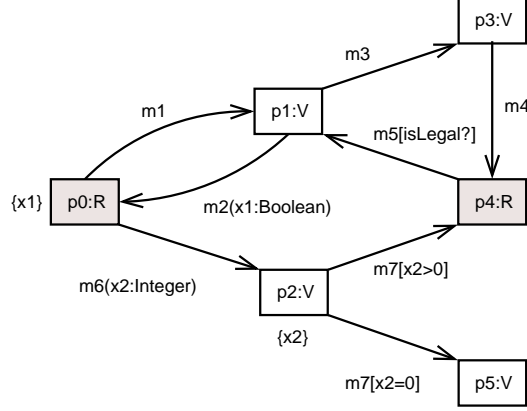 p3:V
m3
m1
p1:V
m4
m5[isLegal?]
{x1}
p0:R
m2(x1:Boolean)
p4:R
m7[x2>0]
m6(x2:Integer)
p2:V
{x2}
m7[x2=0]
p5:V